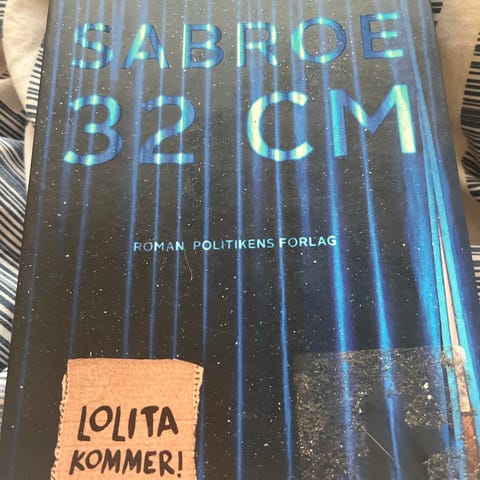 SABROE
32 CM
ROMAN POLITIKENS FORLAG
LOLITA
KOMMER!